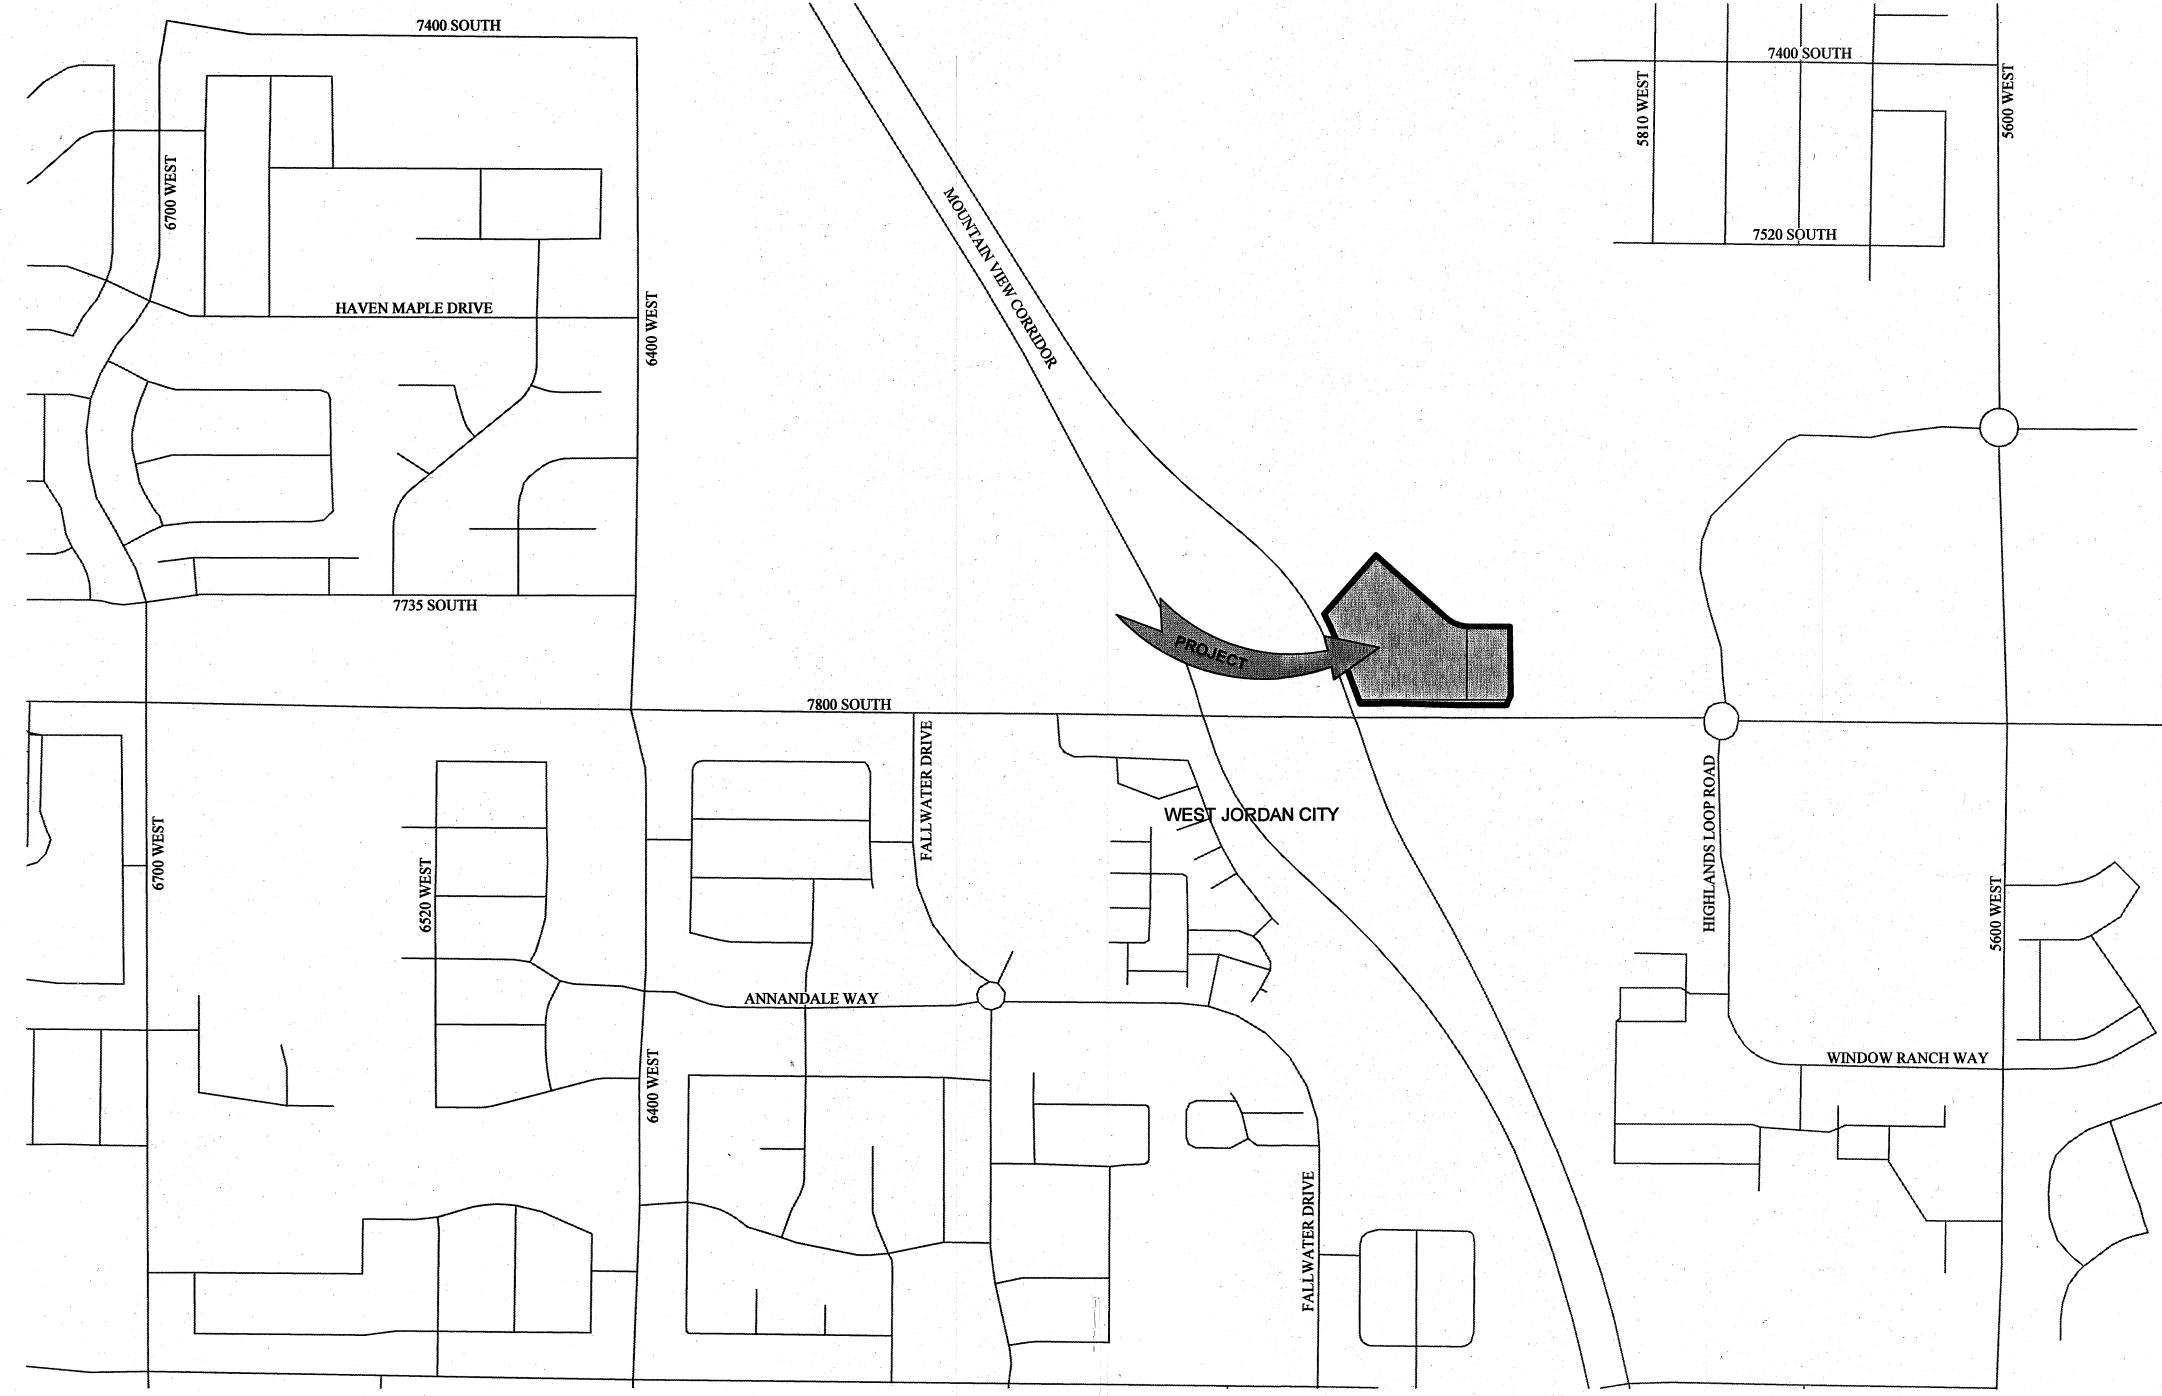 7400 SOUTH
7400 SOUTH
5810 WEST
5600 WEST
6700 WEST
MOUNTAIN VIEW CORRIDOR
7520 SOUTH
HAVEN MAPLE DRIVE
6400 WEST
7735 SOUTH
PROJECT
7800 SOUTH
FALLWATER DRIVE
WEST JORDAN CITY
HIGHLANDS LOOP ROAD
6700 WEST
6520 WEST
5600 WEST
ANNANDALE WAY
WINDOW RANCH WAY
6400 WEST
FALLWATER DRIVE